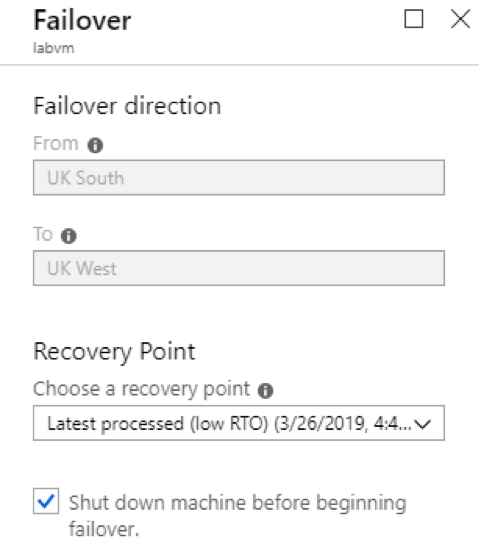 Failover
labvm
Failover direction
From
UK South
To
UK West
Recovery Point
Choose a recovery point
Latest processed (low RTO) (3/26/2019, 4:4...
Shut down machine before beginning
failover.